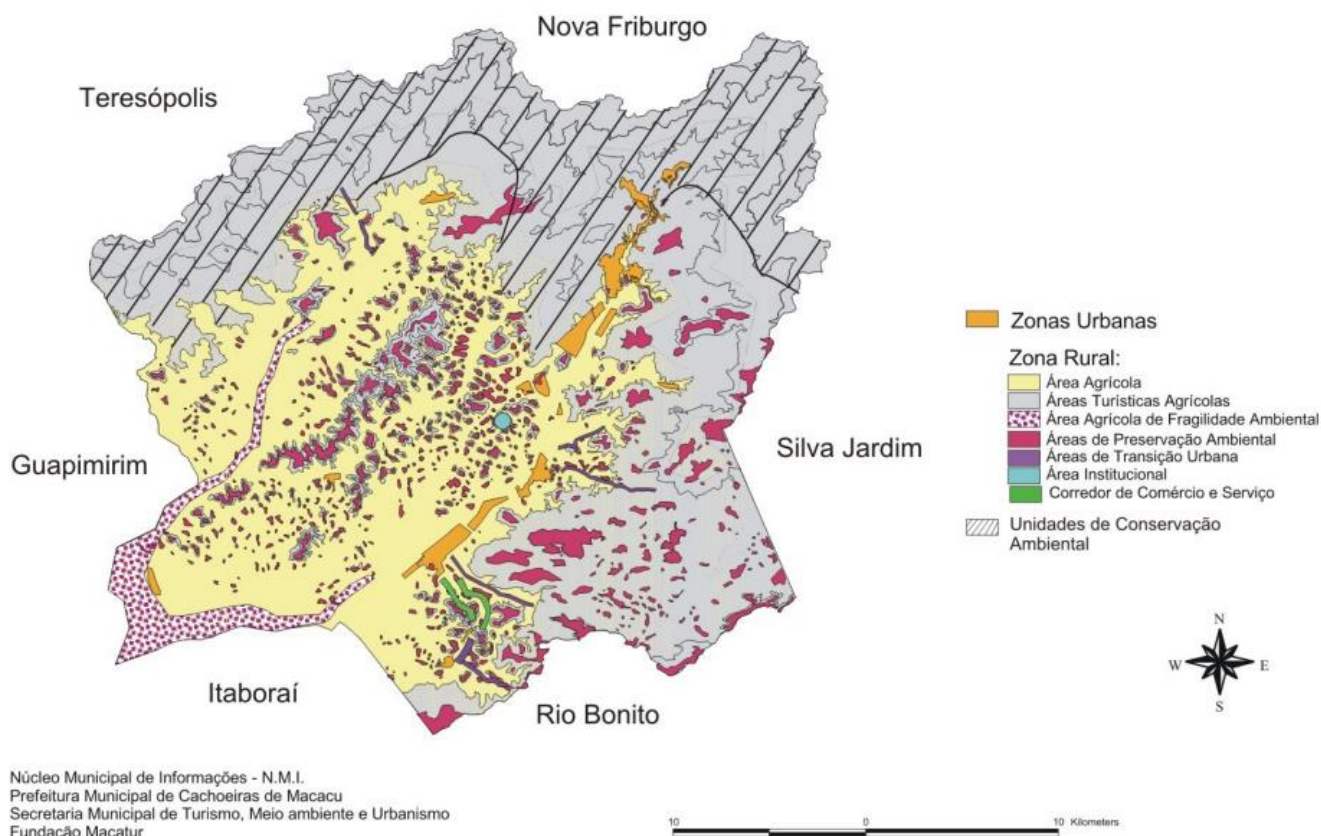 Nova Friburgo
Teresópolis
Zonas Urbanas
Zona Rural:
Área Agrícola
Áreas Turísticas Agrícolas
Área Agrícola de Fragilidade Ambiental
Áreas de Preservação Ambiental
Áreas de Transição Urbana
Área Institucional
Corredor de Comércio e Serviço
Unidades de Conservação
Ambiental
Silva Jardim
Guapimirim
Itaboraí
Rio Bonito
N
W E
S
Núcleo Municipal de Informações - N.M.I.
Prefeitura Municipal de Cachoeiras de Macacu
Secretaria Municipal de Turismo, Meio ambiente e Urbanismo
Fundação Macatur
10 0 10 Kilometers